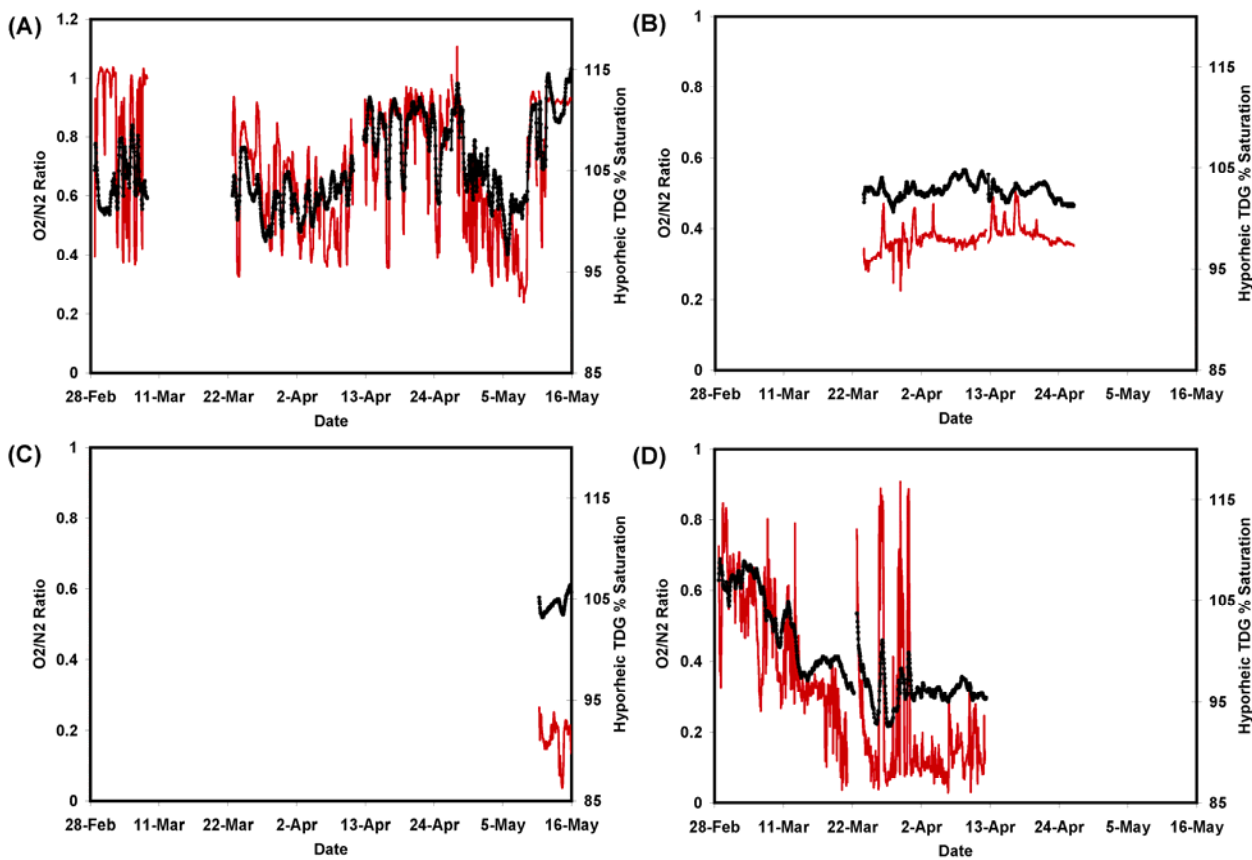 (A)
1.2
1
0.8
0.6
0.4
0.2
0
O2/N2 Ratio
115
105
95
85
Hyporheic TDG % Saturation
28-Feb 11-Mar 22-Mar 2-Apr 13-Apr 24-Apr 5-May 16-May
Date
(B)
1
0.8
0.6
0.4
0.2
0
O2/N2 Ratio
115
105
95
85
Hyporheic TDG % Saturation
28-Feb 11-Mar 22-Mar 2-Apr 13-Apr 24-Apr 5-May 16-May
Date
(C)
1
0.8
0.6
0.4
0.2
0
O2/N2 Ratio
115
105
95
85
Hyporheic TDG % Saturation
28-Feb 11-Mar 22-Mar 2-Apr 13-Apr 24-Apr 5-May 16-May
Date
(D)
1
0.8
0.6
0.4
0.2
0
O2/N2 Ratio
115
105
95
85
Hyporheic TDG % Saturation
28-Feb 11-Mar 22-Mar 2-Apr 13-Apr 24-Apr 5-May 16-May
Date